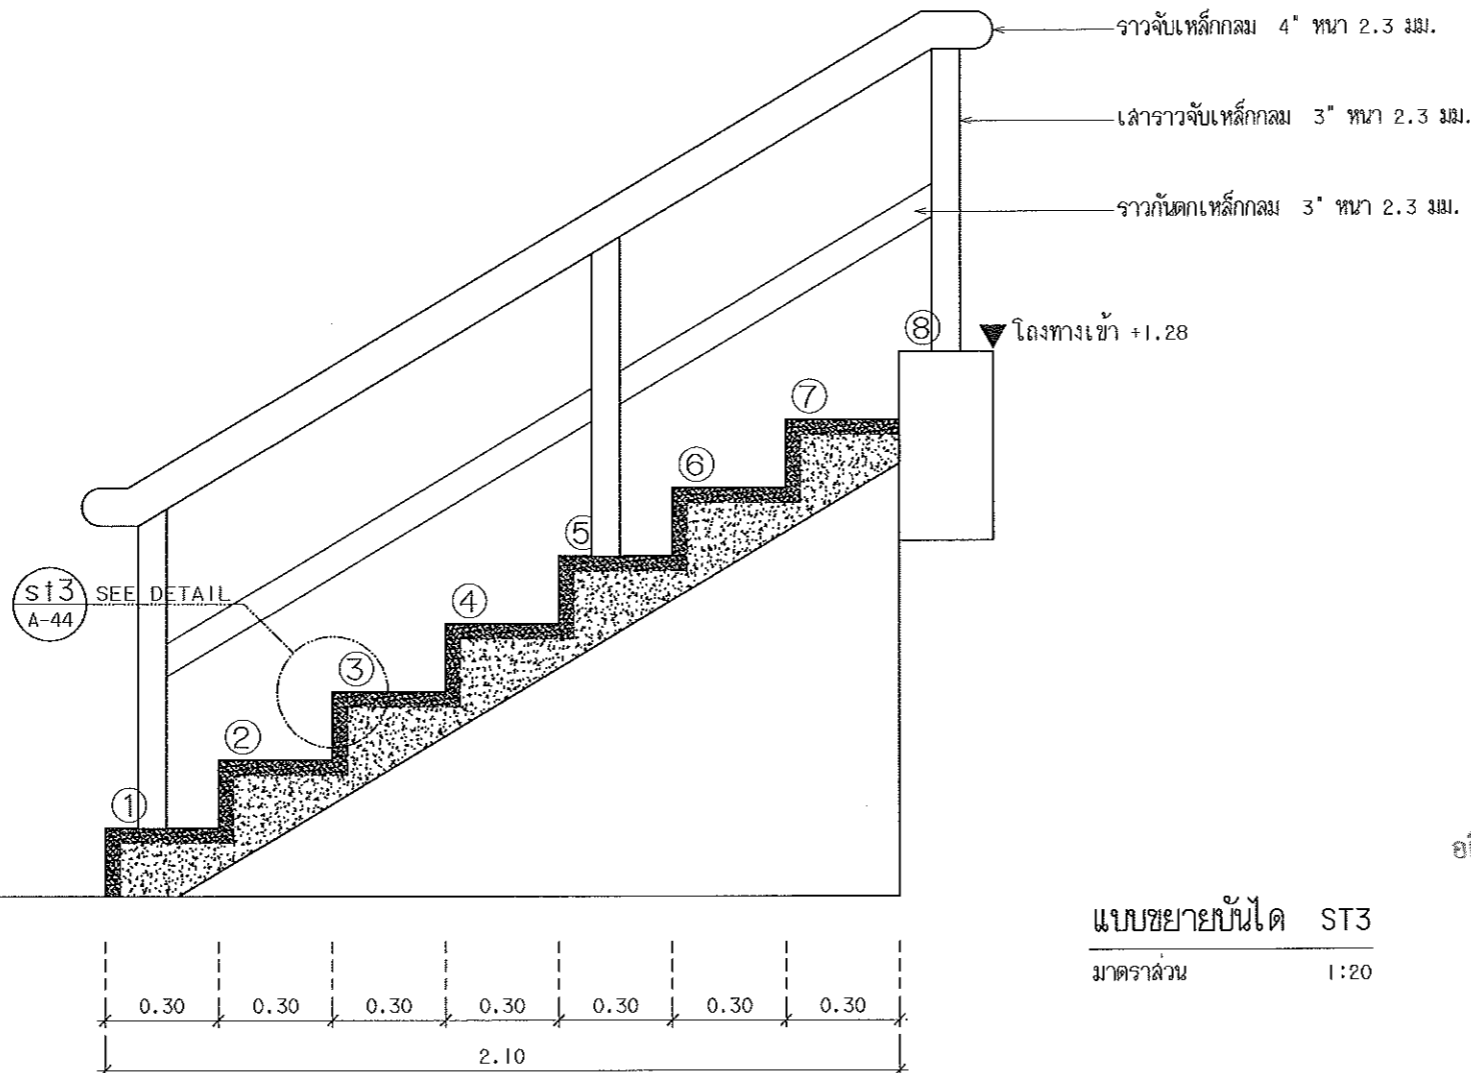 ราวจับเหล็กกลม 4" หนา 2.3 มม.
เสาราวจับเหล็กกลม 3" หนา 2.3 มม.
ราวกันตกเหล็กกลม 3" หนา 2.3 มม.
โถงทางเข้า +1.28
⑧
⑦
⑥
⑤
④
③
②
①
st3 SEE DETAIL
A-44
แบบขยายบันได ST3
มาตราส่วน 1:20
0.30 0.30 0.30 0.30 0.30 0.30 0.30
2.10